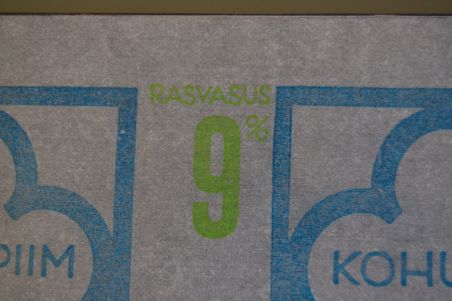 RASVASUS
9%
PIIM KOHU